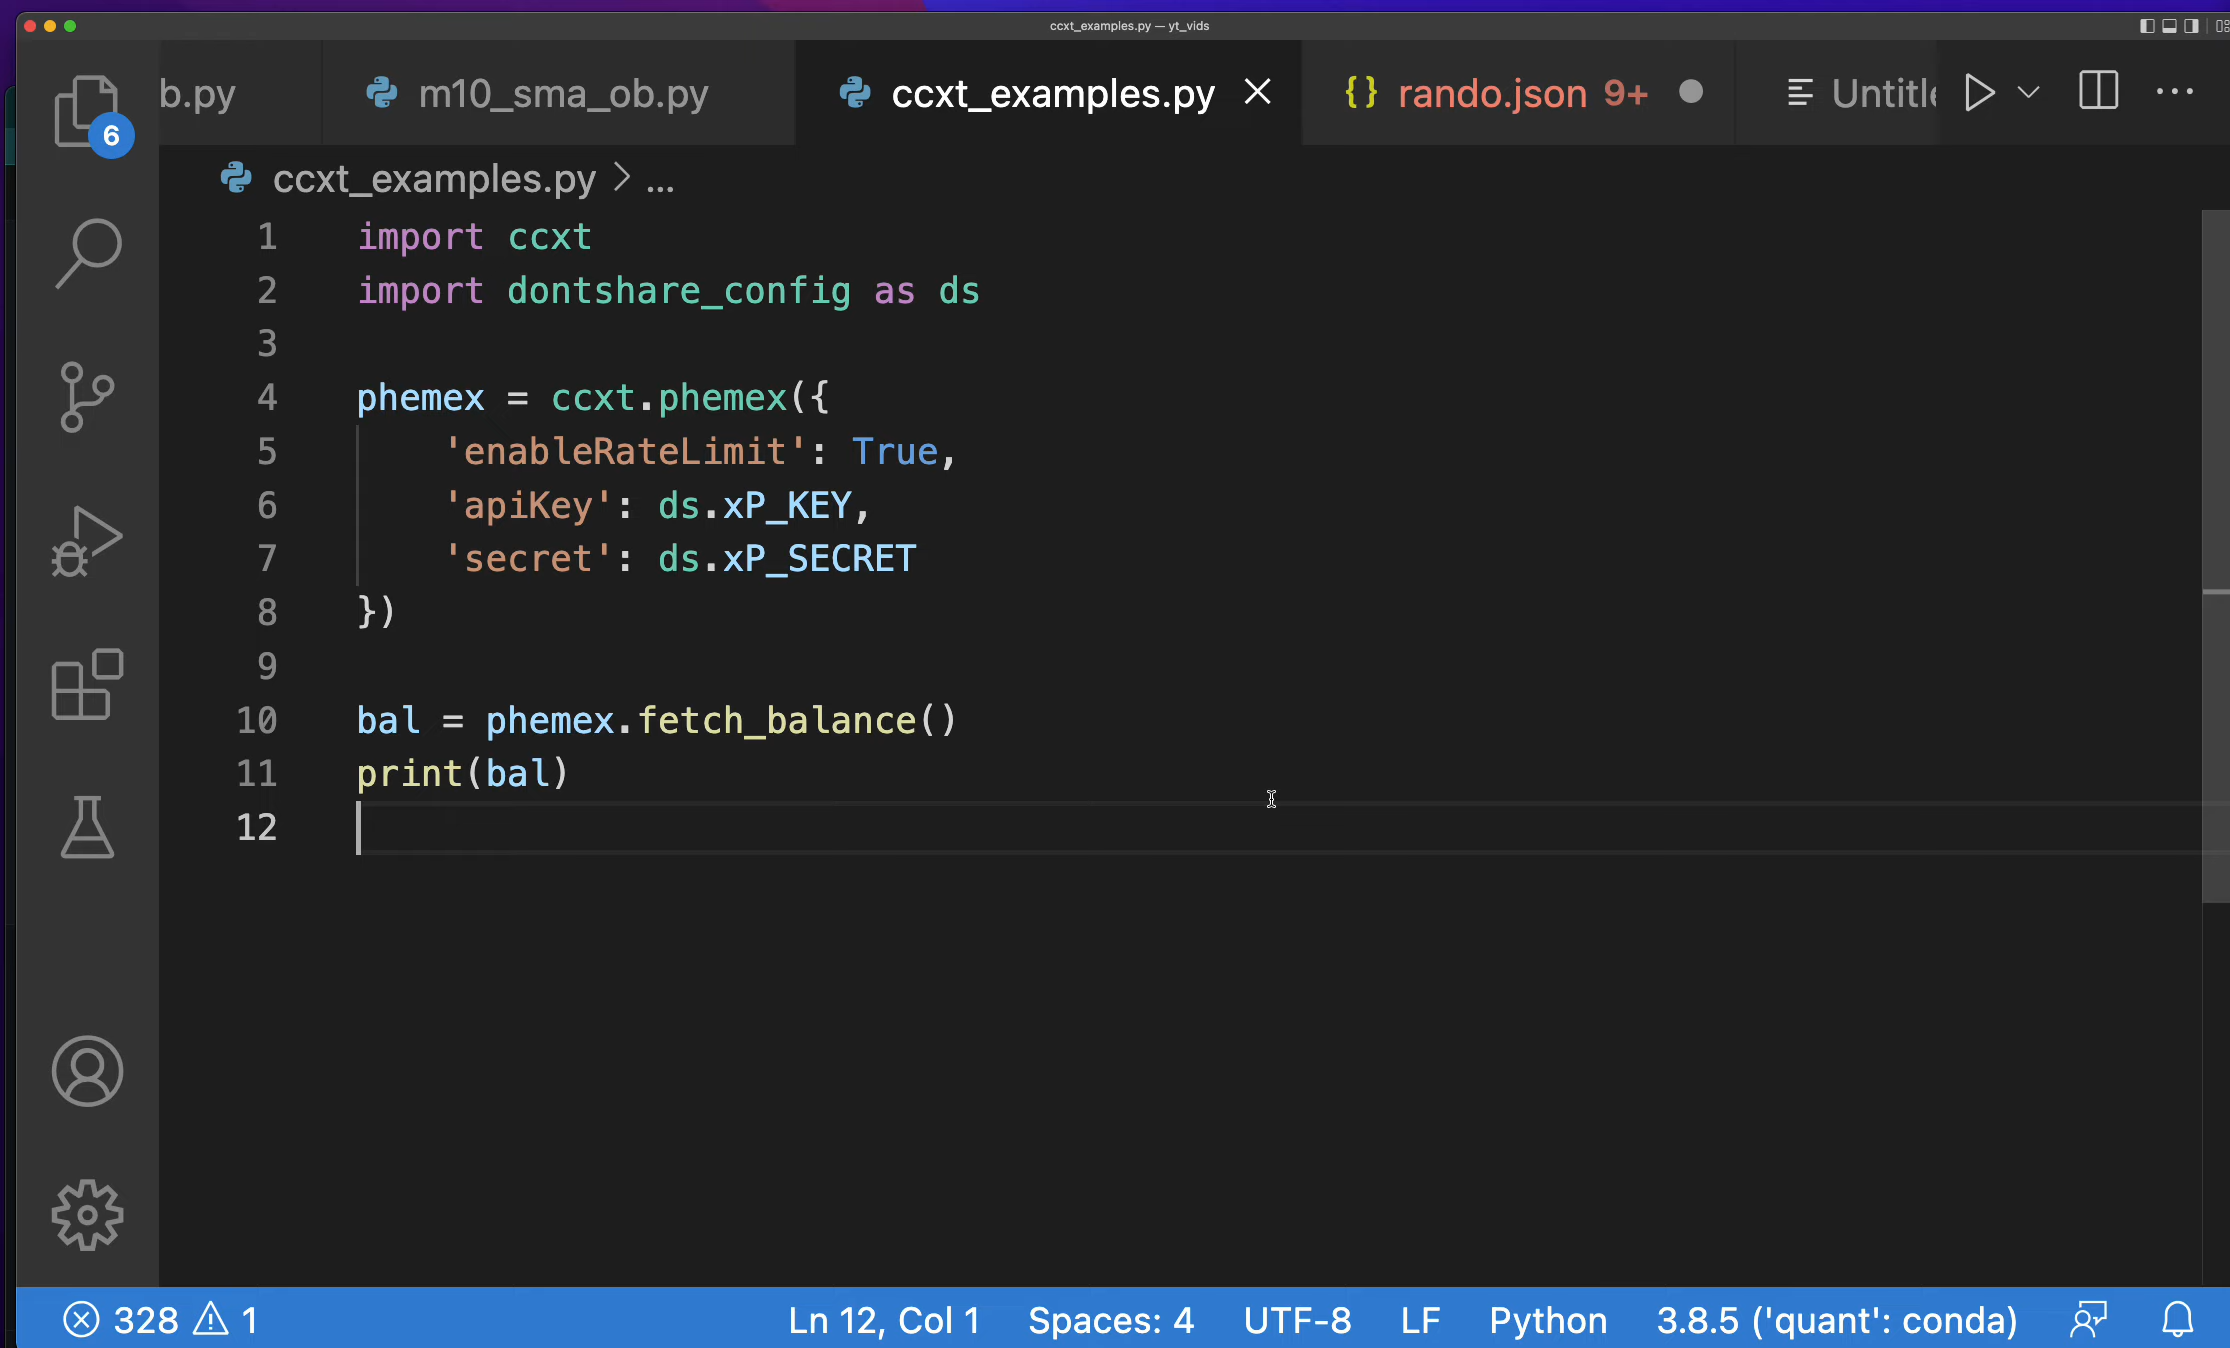 ccxt_examples.py — yt_vids
b.py
m10_sma_ob.py
ccxt_examples.py
{} rando.json 9+
Untitle
6
ccxt_examples.py > ...
1 import ccxt
2 import dontshare_config as ds
3
4 phemex = ccxt.phemex({
5     'enableRateLimit': True,
6     'apiKey': ds.xP_KEY,
7     'secret': ds.xP_SECRET
8 })
9
10 bal = phemex.fetch_balance()
11 print(bal)
12
328 1 Ln 12, Col 1 Spaces: 4 UTF-8 LF Python 3.8.5 ('quant': conda)